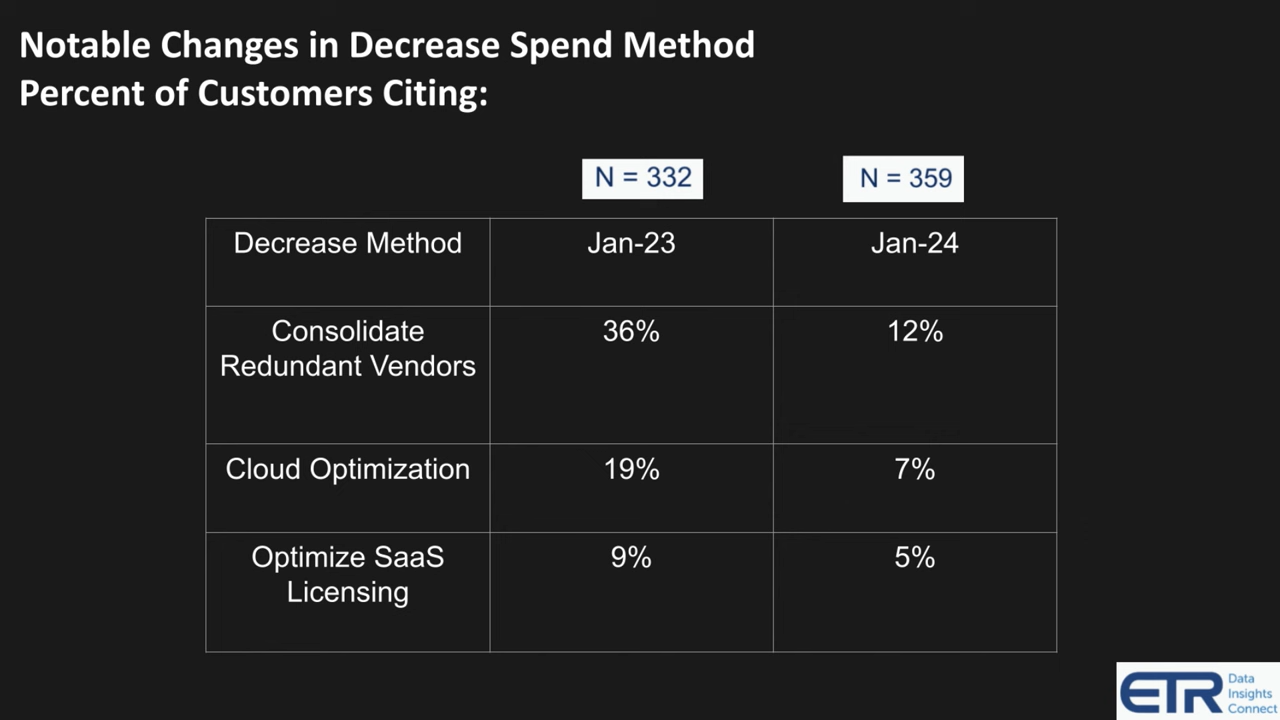 Notable Changes in Decrease Spend Method
Percent of Customers Citing:
N = 332
N = 359
Decrease Method
Jan-23
Jan-24
Consolidate
Redundant Vendors
36%
12%
Cloud Optimization
19%
7%
Optimize SaaS
Licensing
9%
5%
ETR
Data
Insights
Connect